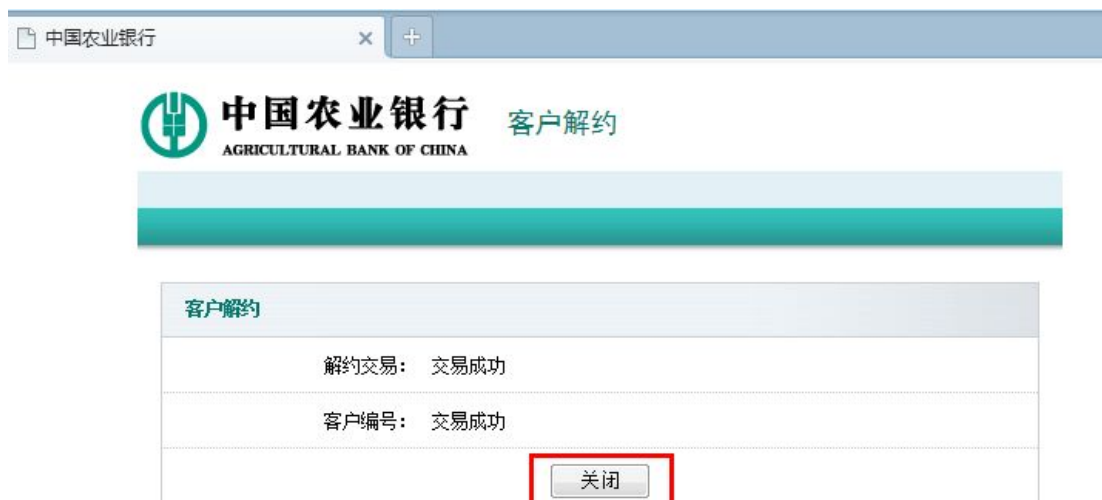 中国农业银行
中国农业银行
AGRICULTURAL BANK OF CHINA
客户解约
客户解约
解约交易： 交易成功
客户编号： 交易成功
关闭